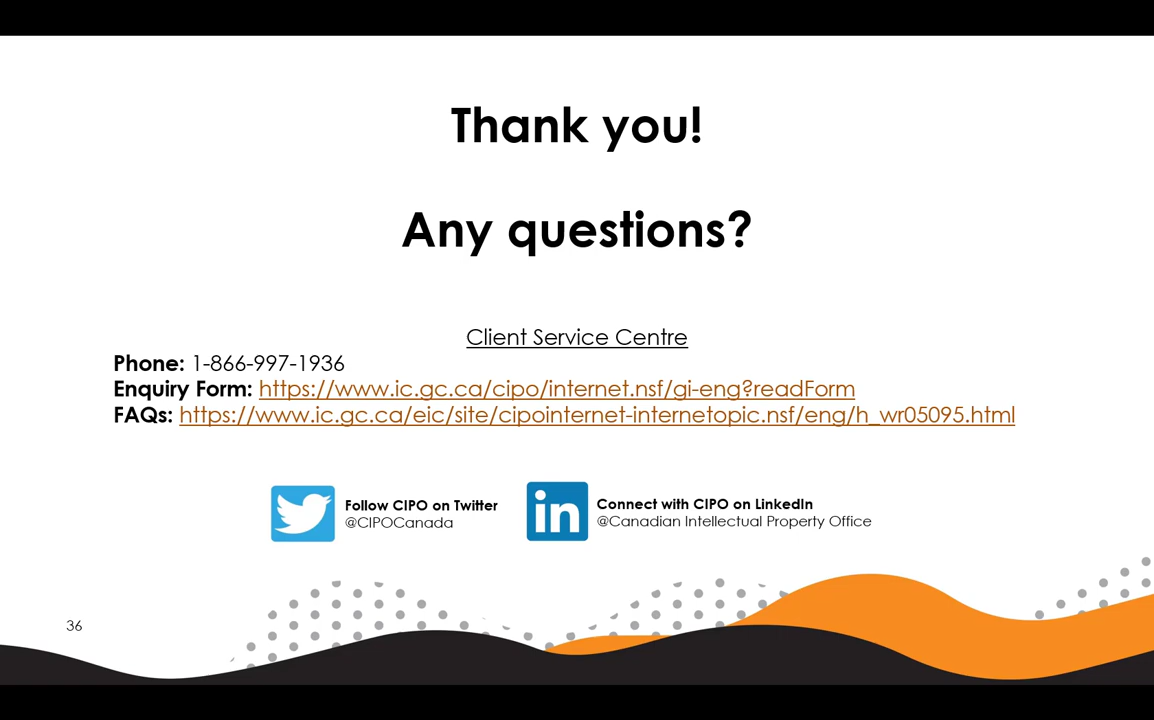 Thank you!
Any questions?
Client Service Centre
Phone: 1-866-997-1936
Enquiry Form: https://www.ic.gc.ca/cipo/internet.nsf/gi-eng?readForm
FAQs: https://www.ic.gc.ca/eic/site/cipointernet-internetopic.nsf/eng/h_wr05095.html
Follow CIPO on Twitter
@CIPOCanada
in
Connect with CIPO on LinkedIn
@Canadian Intellectual Property Office
36